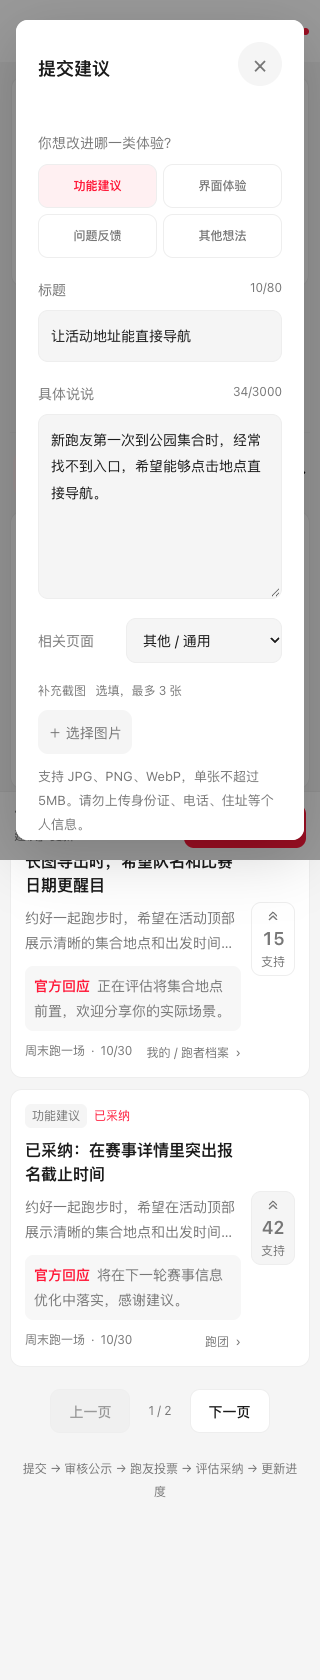 提交建议
×
你想改进哪一类体验?
功能建议
界面体验
问题反馈
其他想法
标题
10/80
让活动地址能直接导航
具体说说
34/3000
新跑友第一次到公园集合时，经常
找不到入口，希望能够点击地点直
接导航。
相关页面
其他 / 通用
补充截图 选填，最多 3 张
+ 选择图片
支持 JPG、PNG、WebP，单张不超过
5MB。请勿上传身份证、电话、住址等个
人信息。
长图导出时，希望队名和比赛
日期更醒目
约好一起跑步时，希望在活动顶部
展示清晰的集合地点和出发时间...
15
支持
官方回应 正在评估将集合地点
前置，欢迎分享你的实际场景。
周末跑一场 · 10/30
我的 / 跑者档案 ›
功能建议 已采纳
已采纳：在赛事详情里突出报
名截止时间
约好一起跑步时，希望在活动顶部
展示清晰的集合地点和出发时间...
42
支持
官方回应 将在下一轮赛事信息
优化中落实，感谢建议。
周末跑一场 · 10/30
跑团 ›
上一页
1 / 2
下一页
提交 → 审核公示 → 跑友投票 → 评估采纳 → 更新进
度